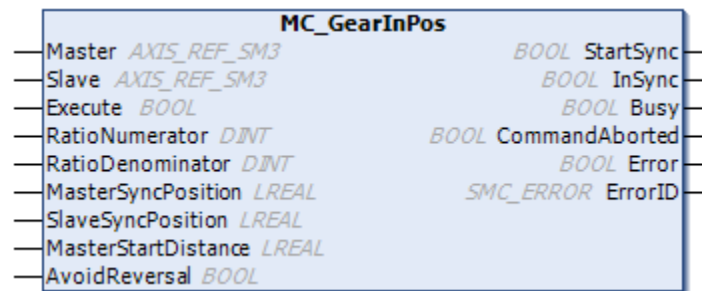 MC_GearInPos
Master AXIS_REF_SM3 BOOL StartSync
Slave AXIS_REF_SM3 BOOL InSync
Execute BOOL BOOL Busy
RatioNumerator DINT BOOL CommandAborted
RatioDenominator DINT BOOL Error
MasterSyncPosition LREAL SMC_ERROR ErrorID
SlaveSyncPosition LREAL
MasterStartDistance LREAL
AvoidReversal BOOL